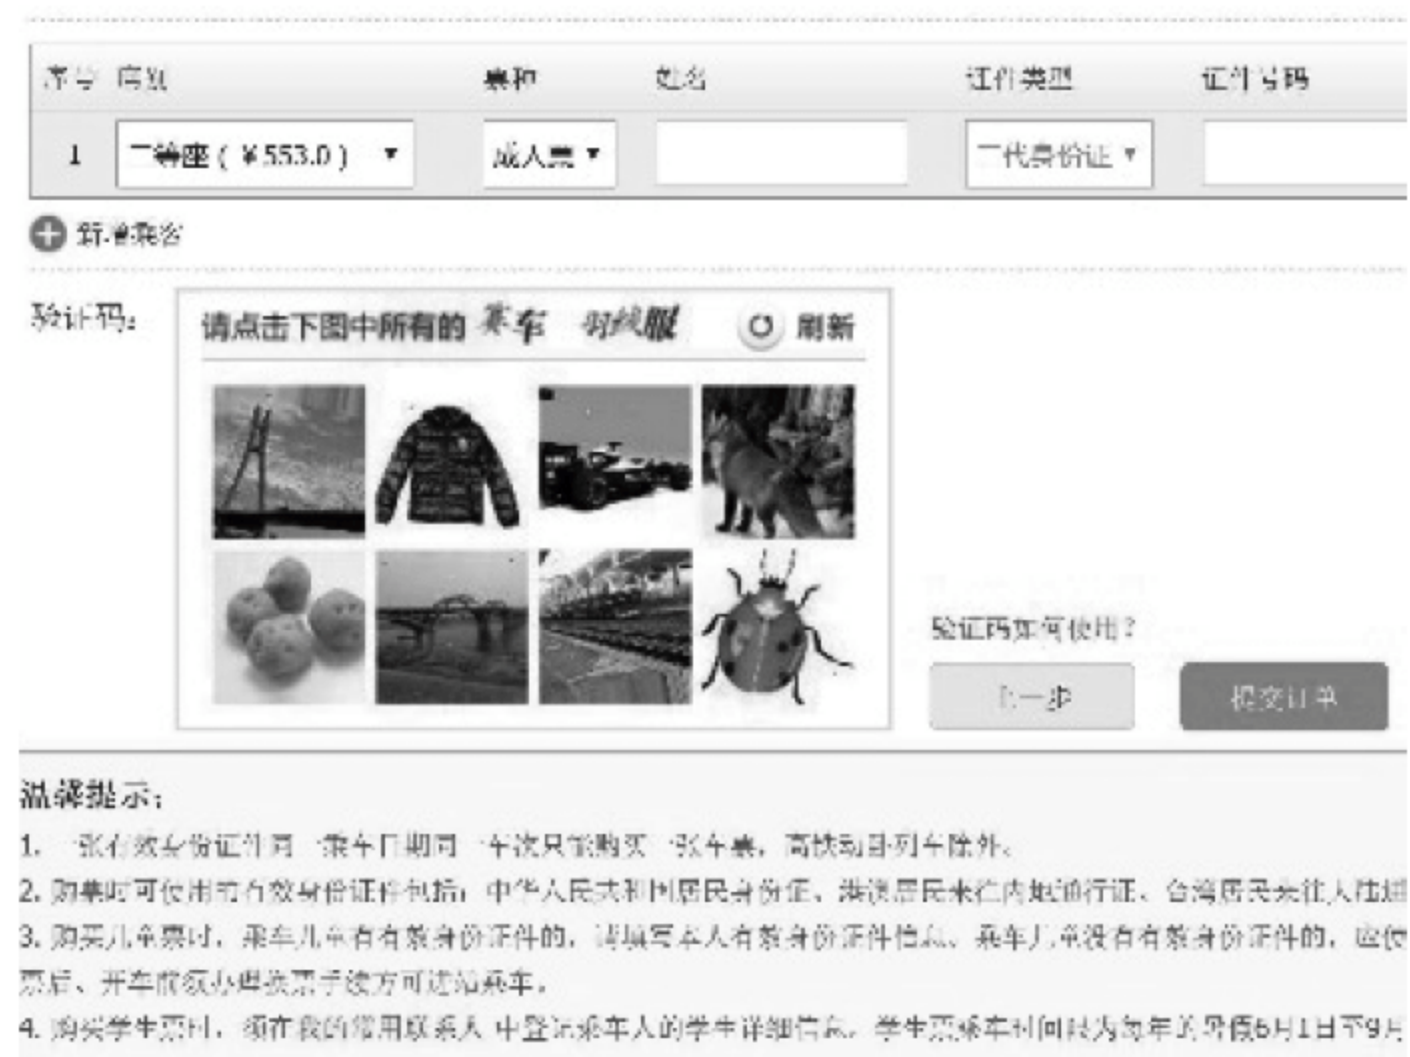 序号 席别 票种 姓名 证件类型 证件号码
1 二等座 ( ￥553.0 ) 成人票 二代身份证
新增乘客
验证码:
请点击下图中所有的 赛车 羽绒服 刷新
验证码如何使用?
上一步 提交订单
温馨提示:
1. 一张有效身份证件同一乘车日期同一车次只能购买一张车票,高铁动卧列车除外。
2. 购票时可使用的有效身份证件包括:中华人民共和国居民身份证、港澳居民来往内地通行证、台湾居民来往大陆通
3. 购买儿童票时,乘车儿童有有效身份证件的,请填写本人有效身份证件信息。乘车儿童没有有效身份证件的,应使
票后、开车前须办理换票手续方可进站乘车。
4. 购买学生票时,须在我的常用联系人 中登记乘车人的学生详细信息。学生票乘车时间限为每年的暑假6月1日至9月